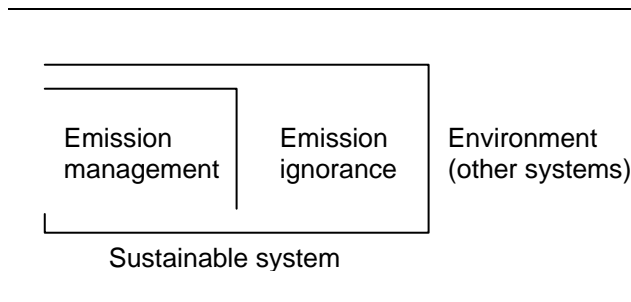 Emission
management
Emission
ignorance
Environment
(other systems)
Sustainable system